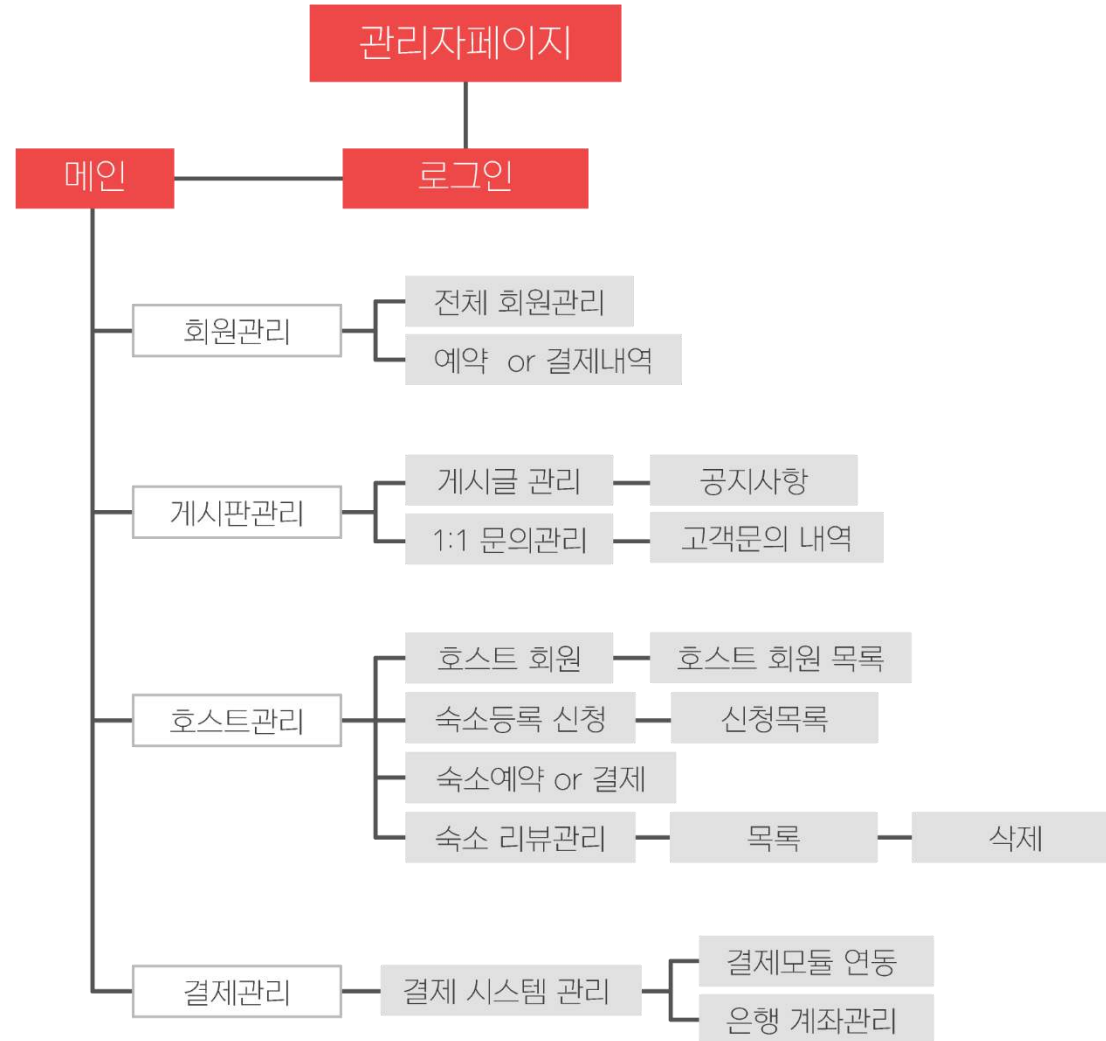 관리자페이지
메인
로그인
회원관리
전체 회원관리
예약 or 결제내역
게시판관리
게시글 관리
공지사항
1:1 문의관리
고객문의 내역
호스트관리
호스트 회원
호스트 회원 목록
숙소등록 신청
신청목록
숙소예약 or 결제
숙소 리뷰관리
목록
삭제
결제관리
결제 시스템 관리
결제모듈 연동
은행 계좌관리